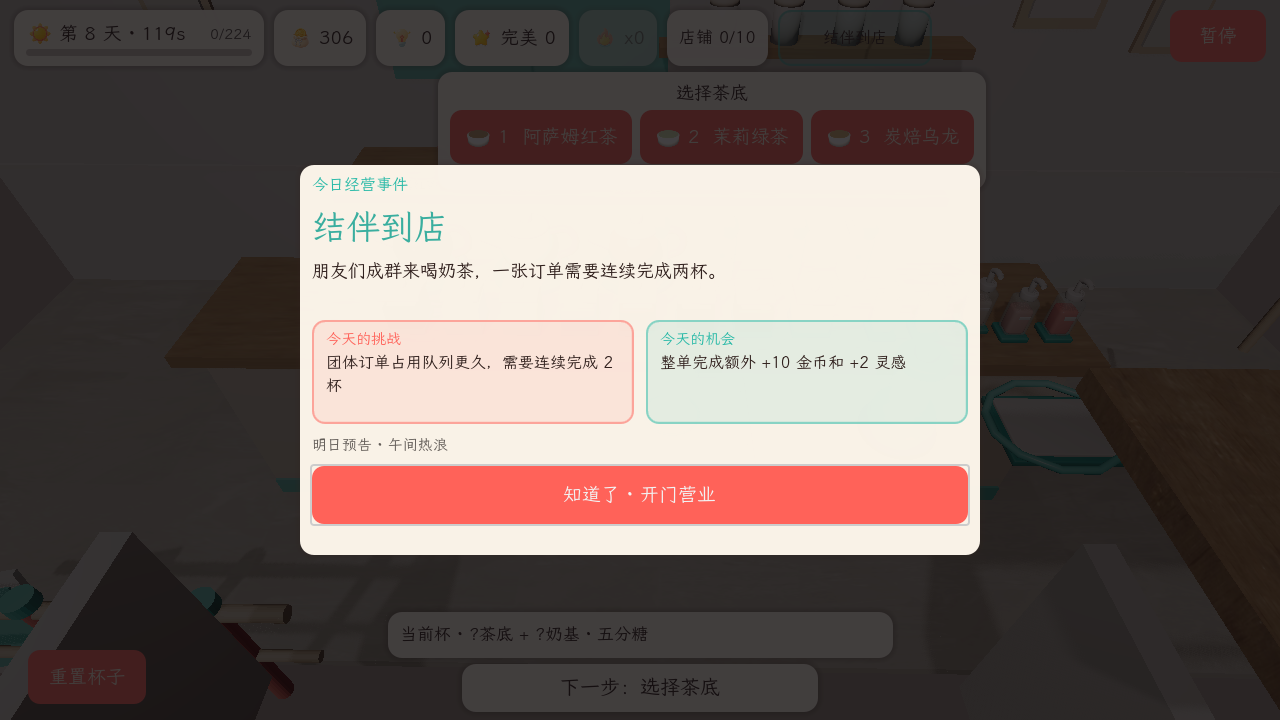 第 8 天・119s 0/224
306
0
完美 0
x0
店铺 0/10
结伴到店
暂停
选择茶底
1 阿萨姆红茶
2 茉莉绿茶
3 炭焙乌龙
今日经营事件
结伴到店
朋友们成群来喝奶茶，一张订单需要连续完成两杯。
今天的挑战
团体订单占用队列更久，需要连续完成 2
杯
今天的机会
整单完成额外 +10 金币和 +2 灵感
明日预告・午间热浪
知道了・开门营业
当前杯・?茶底 + ?奶基・五分糖
重置杯子
下一步：选择茶底